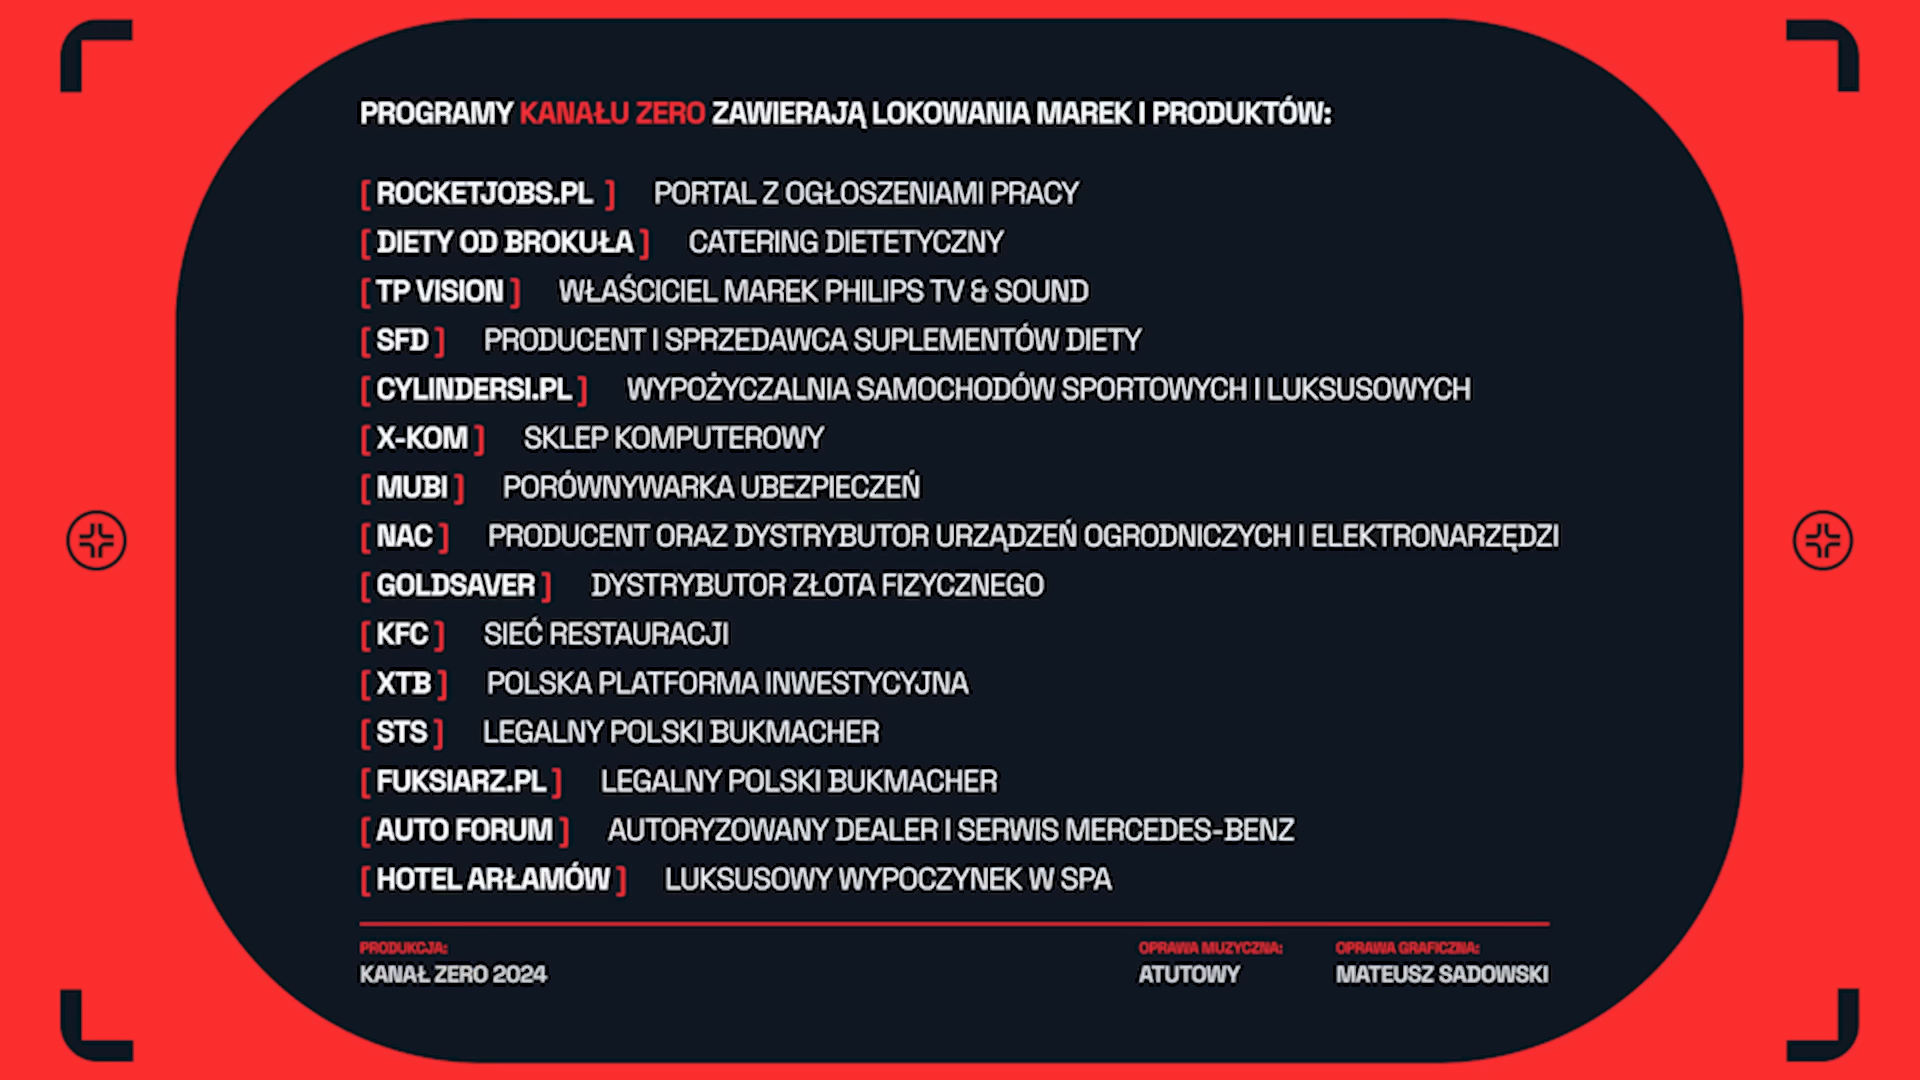 PROGRAMY KANAŁU ZERO ZAWIERAJĄ LOKOWANIA MAREK I PRODUKTÓW:
[ ROCKETJOBS.PL ] PORTAL Z OGŁOSZENIAMI PRACY
[ DIETY OD BROKUŁA ] CATERING DIETETYCZNY
[ TP VISION ] WŁAŚCICIEL MAREK PHILIPS TV & SOUND
[ SFD ] PRODUCENT I SPRZEDAWCA SUPLEMENTÓW DIETY
[ CYLINDERSI.PL ] WYPOŻYCZALNIA SAMOCHODÓW SPORTOWYCH I LUKSUSOWYCH
[ X-KOM ] SKLEP KOMPUTEROWY
[ MUBI ] PORÓWNYWARKA UBEZPIECZEŃ
[ NAC ] PRODUCENT ORAZ DYSTRYBUTOR URZĄDZEŃ OGRODNICZYCH I ELEKTRONARZĘDZI
[ GOLDSAVER ] DYSTRYBUTOR ZŁOTA FIZYCZNEGO
[ KFC ] SIEĆ RESTAURACJI
[ XTB ] POLSKA PLATFORMA INWESTYCYJNA
[ STS ] LEGALNY POLSKI BUKMACHER
[ FUKSIARZ.PL ] LEGALNY POLSKI BUKMACHER
[ AUTO FORUM ] AUTORYZOWANY DEALER I SERWIS MERCEDES-BENZ
[ HOTEL ARŁAMÓW ] LUKSUSOWY WYPOCZYNEK W SPA
PRODUKCJA:
KANAŁ ZERO 2024
OPRAWA MUZYCZNA:
ATUTOWY
OPRAWA GRAFICZNA:
MATEUSZ SADOWSKI